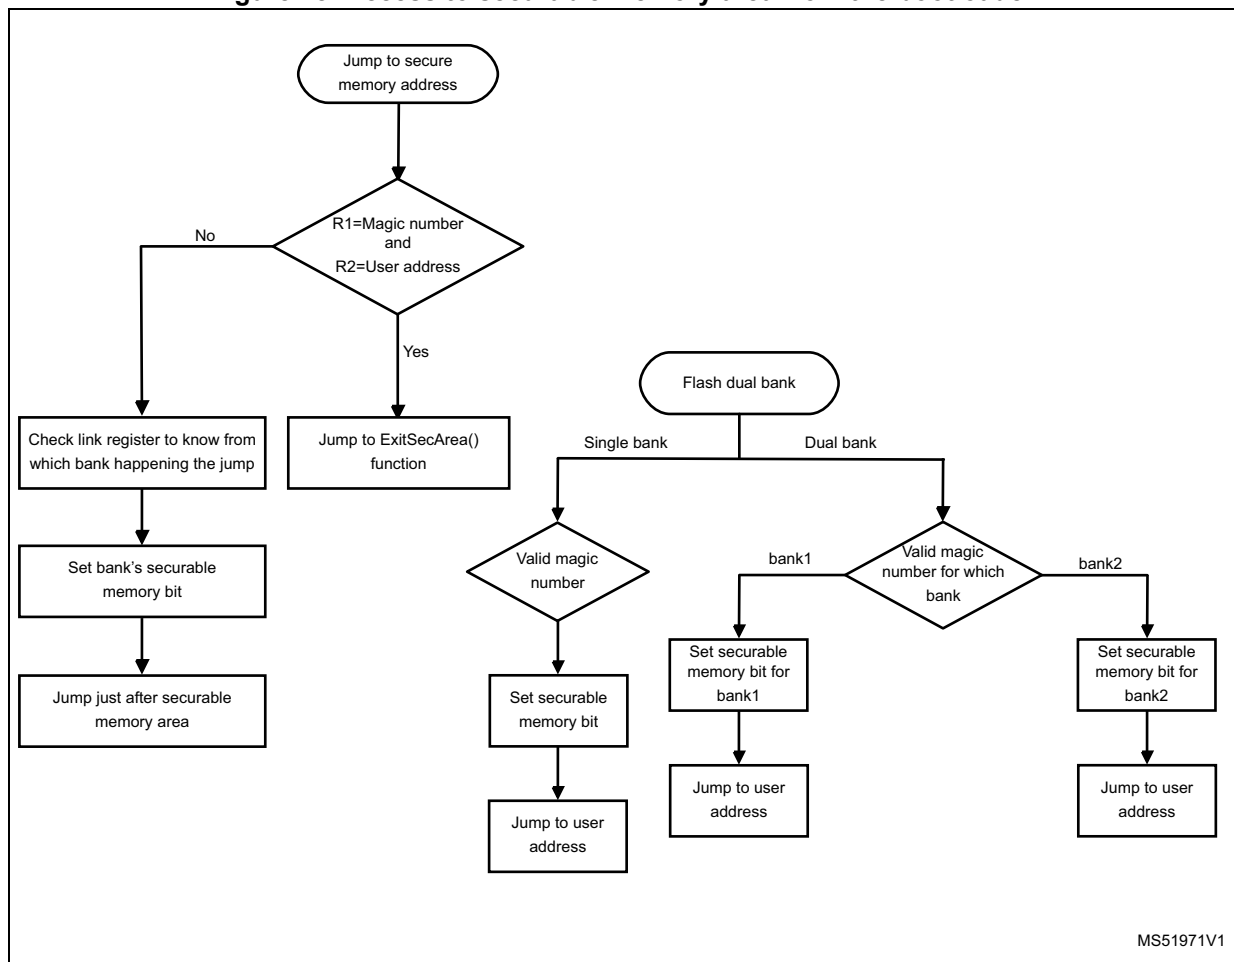 Jump to secure
memory address
R1=Magic number
and
R2=User address
No
Yes
Check link register to know from
which bank happening the jump
Jump to ExitSecArea()
function
Set bank's securable
memory bit
Jump just after securable
memory area
Flash dual bank
Single bank
Dual bank
Valid magic
number
Valid magic
number for which
bank
bank1
bank2
Set securable
memory bit
Set securable
memory bit for
bank1
Set securable
memory bit for
bank2
Jump to user
address
Jump to user
address
Jump to user
address
MS51971V1